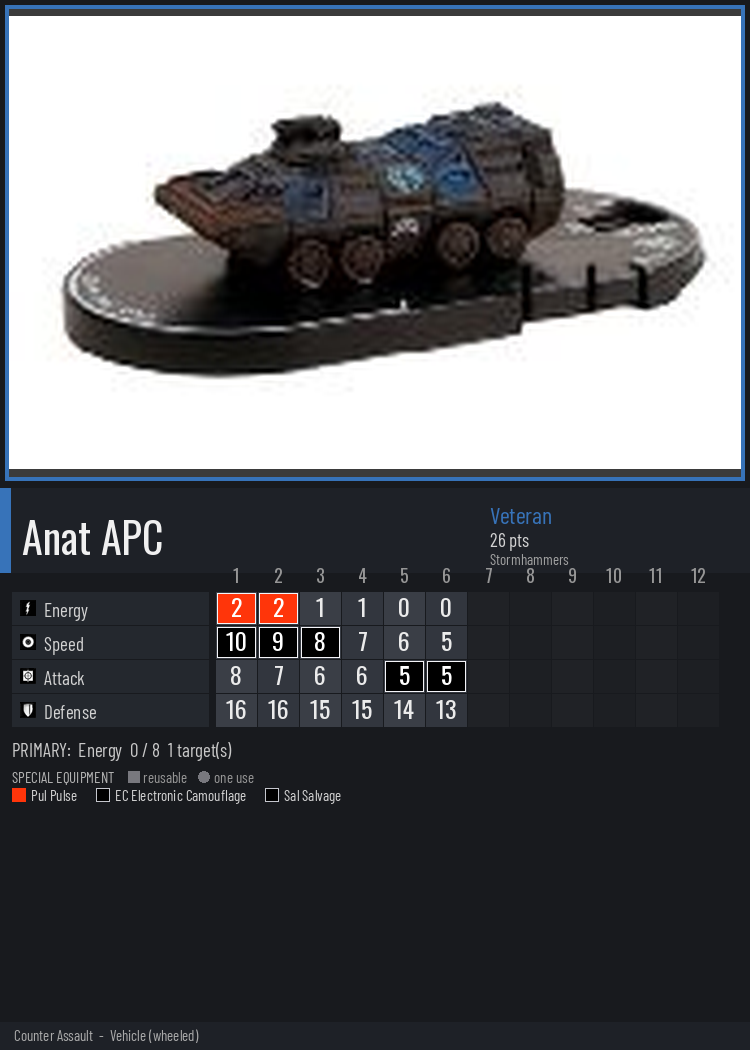 Anat APC
Veteran
26 pts
Stormhammers
1 2 3 4 5 6 7 8 9 10 11 12
Energy 2 2 1 1 0 0
Speed 10 9 8 7 6 5
Attack 8 7 6 6 5 5
Defense 16 16 15 15 14 13
PRIMARY: Energy 0 / 8 1 target(s)
SPECIAL EQUIPMENT reusable one use
Pul Pulse EC Electronic Camouflage Sal Salvage
Counter Assault - Vehicle (wheeled)